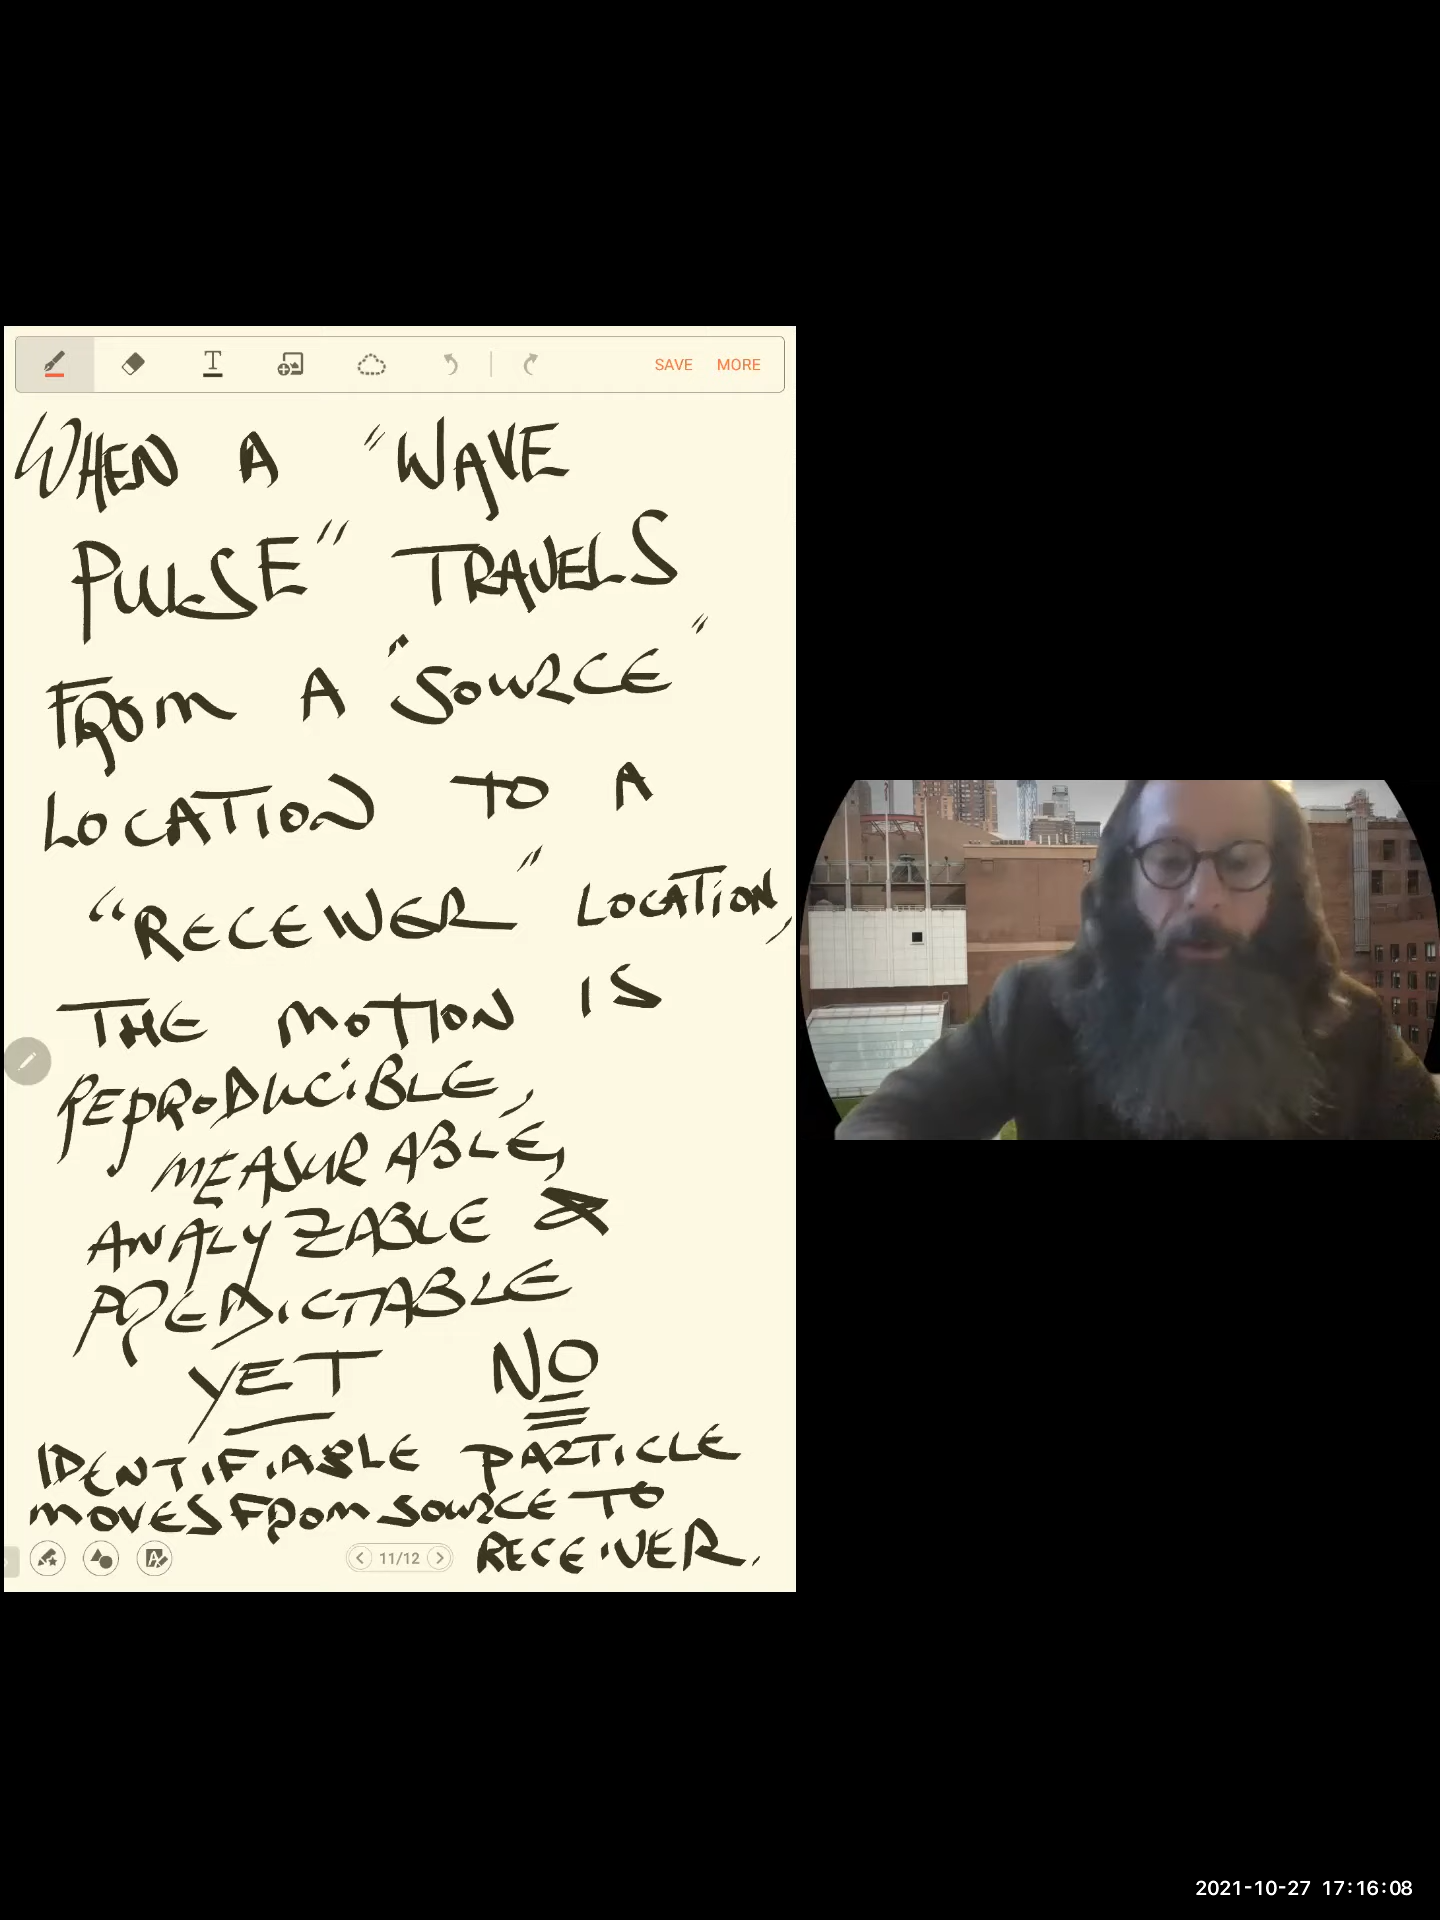 T
SAVE MORE
WHEN A "WAVE
PULSE" TRAVELS
FROM A "SOURCE"
LOCATION TO A
"RECEIVER" LOCATION,
THE MOTION IS
REPRODUCIBLE,
MEASURABLE,
ANALYZABLE &
PREDICTABLE
YET NO
IDENTIFIABLE PARTICLE
MOVES FROM SOURCE TO
RECEIVER.
A
11/12
2021-10-27 17:16:08